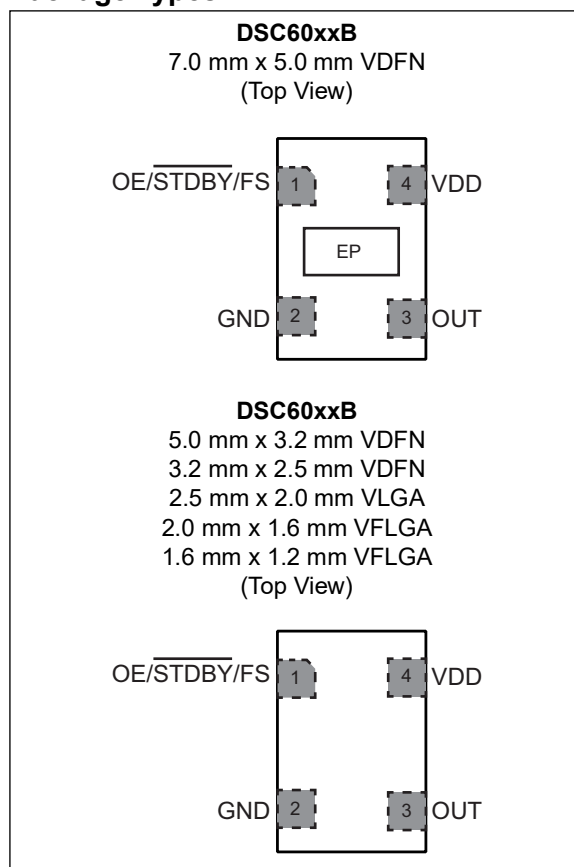 DSC60xxB
7.0 mm x 5.0 mm VDFN
(Top View)
OE/STDBY/FS 1 4 VDD
EP
GND 2 3 OUT
DSC60xxB
5.0 mm x 3.2 mm VDFN
3.2 mm x 2.5 mm VDFN
2.5 mm x 2.0 mm VLGA
2.0 mm x 1.6 mm VFLGA
1.6 mm x 1.2 mm VFLGA
(Top View)
OE/STDBY/FS 1 4 VDD
GND 2 3 OUT